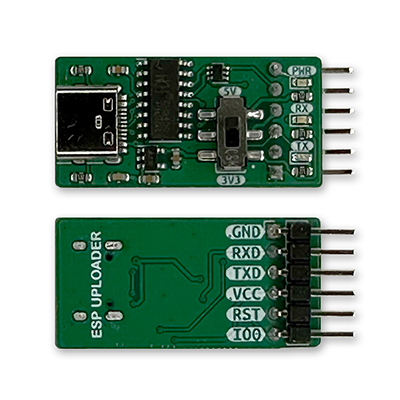 PWR
5V
RX
TX
3V3
ESP UPLOADER
GND
RXD
TXD
VCC
RST
IO0